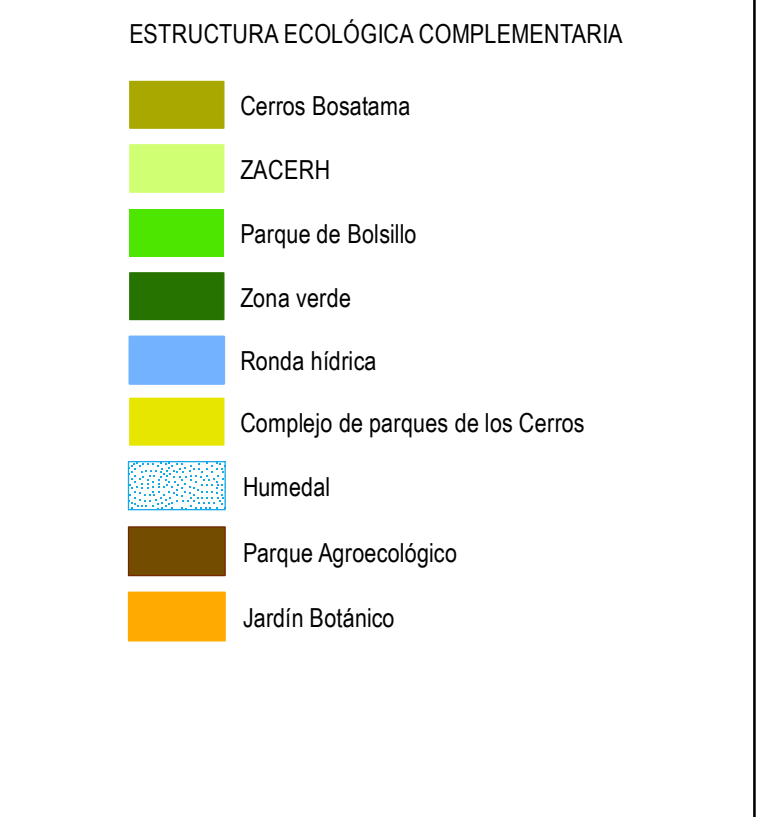 ESTRUCTURA ECOLÓGICA COMPLEMENTARIA
Cerros Bosatama
ZACERH
Parque de Bolsillo
Zona verde
Ronda hídrica
Complejo de parques de los Cerros
Humedal
Parque Agroecológico
Jardín Botánico